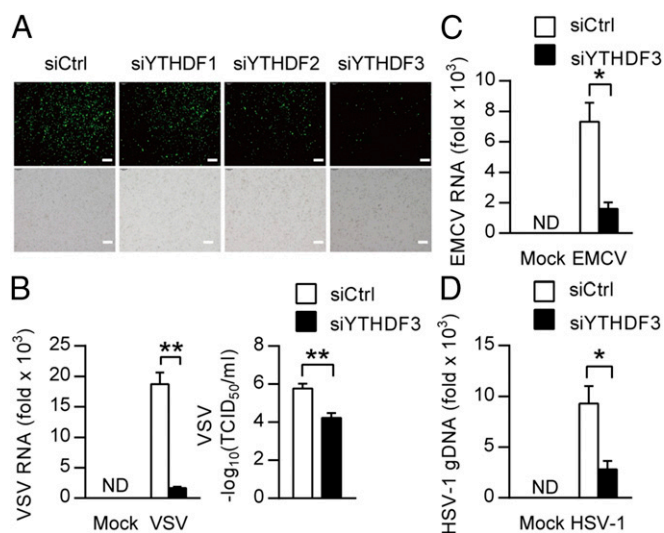 A
siCtrl siYTHDF1 siYTHDF2 siYTHDF3
B
siCtrl
siYTHDF3
VSV RNA (fold x 10³)
25
20
15
10
5
0
**
ND
Mock VSV
VSV
-log₁₀(TCID₅₀/ml)
8
6
4
2
0
**
C
siCtrl
siYTHDF3
EMCV RNA (fold x 10³)
10
8
6
4
2
0
*
ND
Mock EMCV
D
siCtrl
siYTHDF3
HSV-1 gDNA (fold x 10³)
15
10
5
0
*
ND
Mock HSV-1